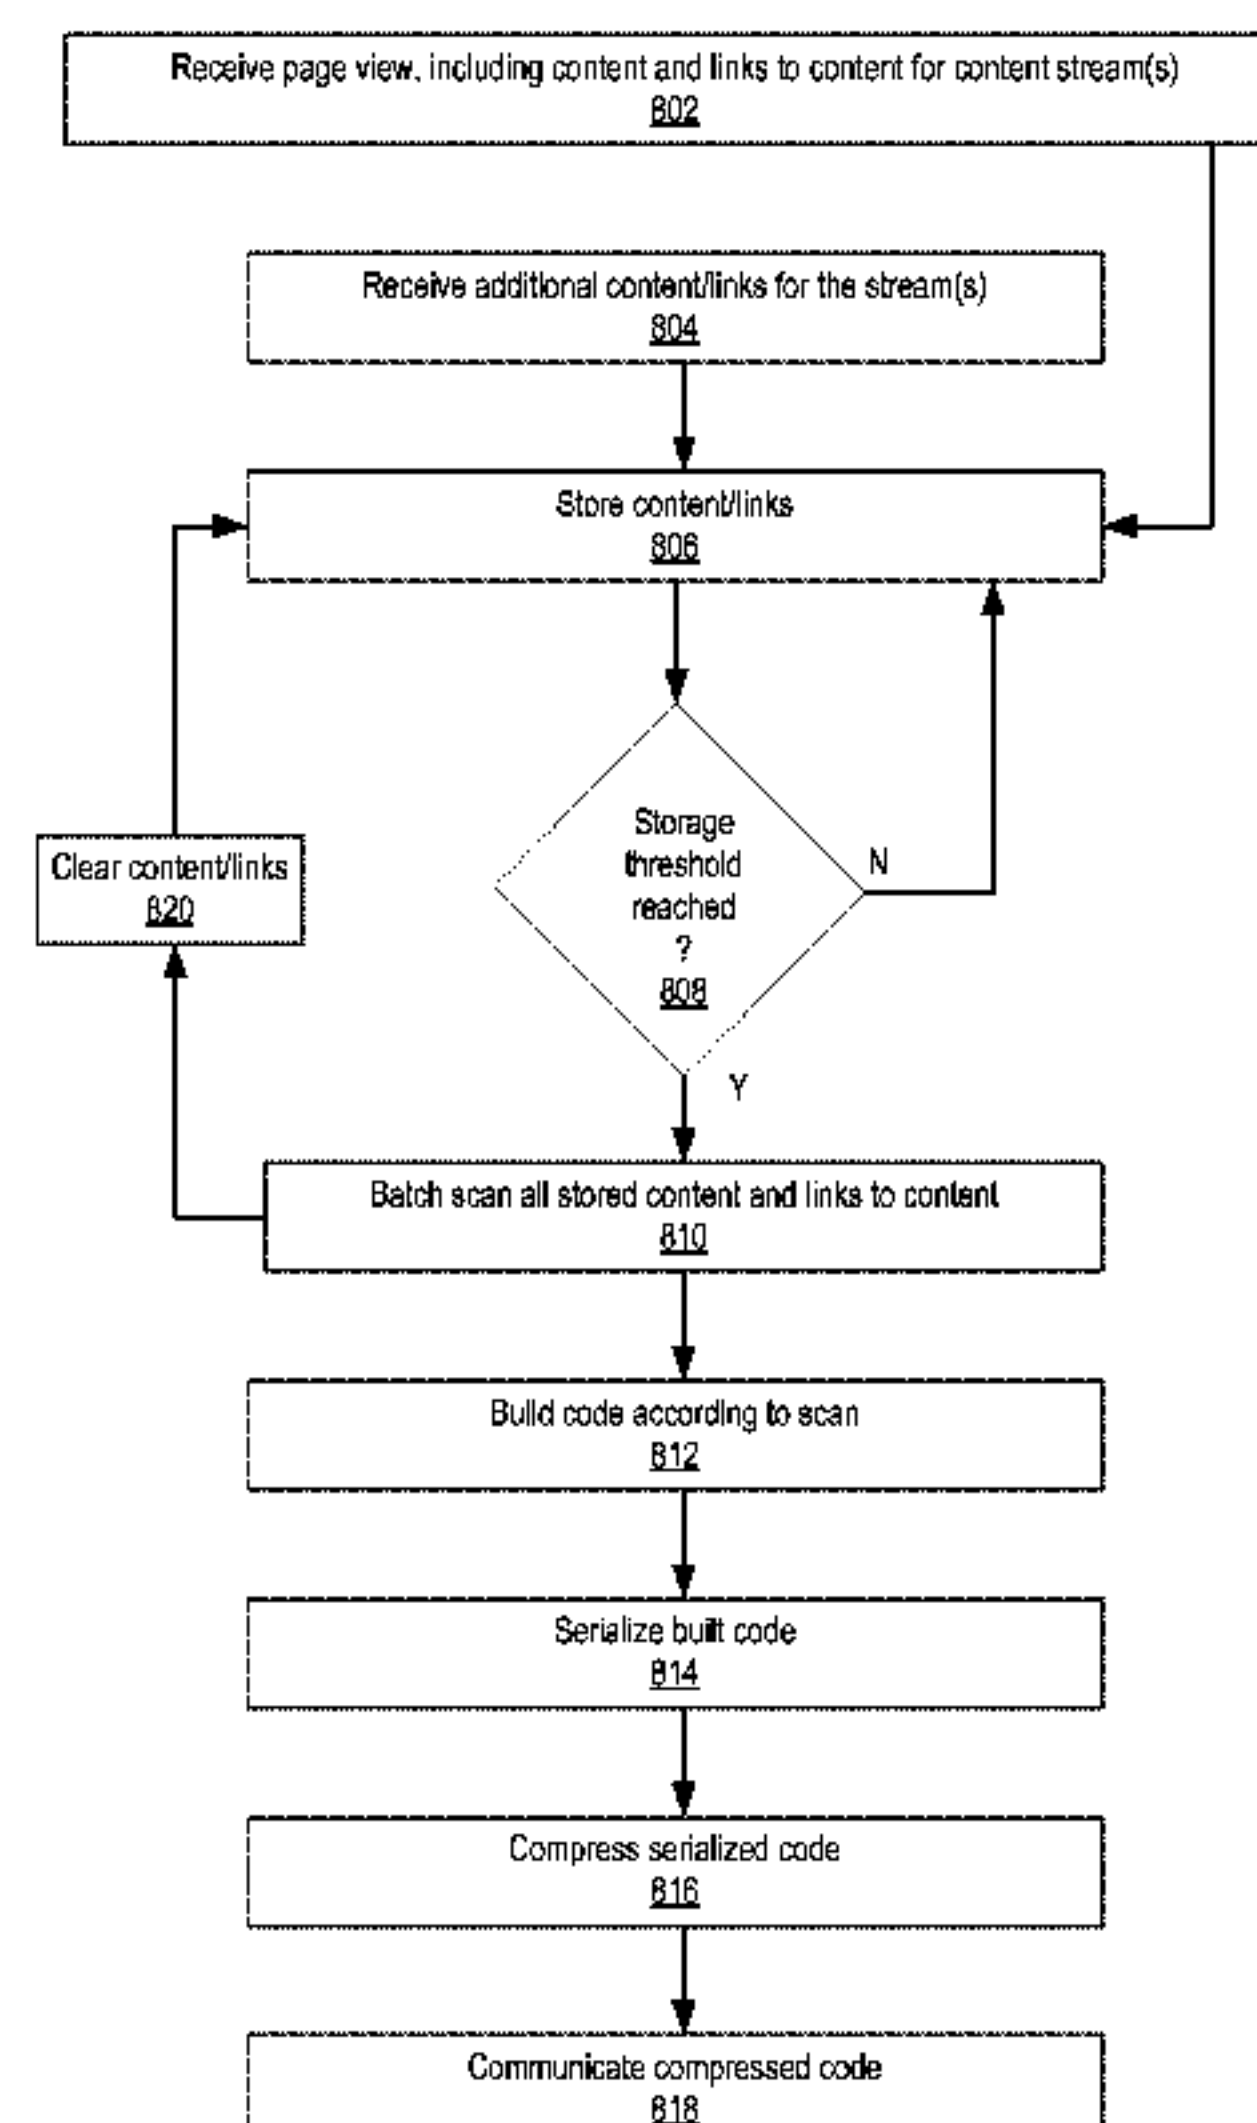 Receive page view, including content and links to content for content stream(s)
802
Receive additional content/links for the stream(s)
804
Store content/links
806
Storage
threshold
reached
?
808
N
Clear content/links
820
Y
Batch scan all stored content and links to content
810
Build code according to scan
812
Serialize built code
814
Compress serialized code
816
Communicate compressed code
818